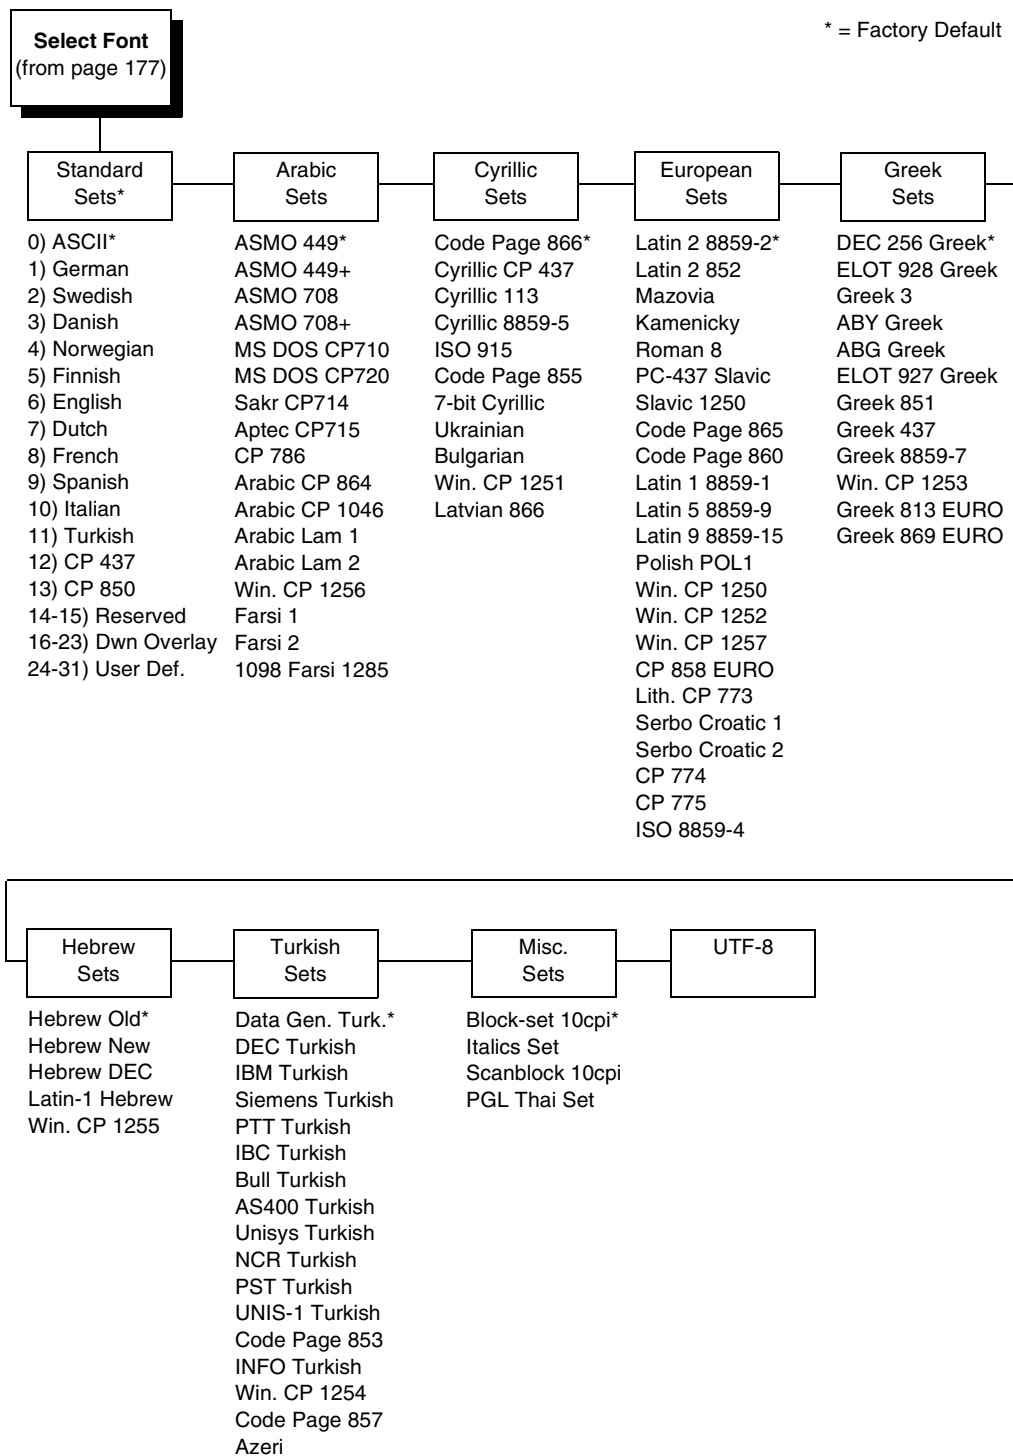 Select Font
(from page 177)
* = Factory Default
Standard
Sets*
0) ASCII*
1) German
2) Swedish
3) Danish
4) Norwegian
5) Finnish
6) English
7) Dutch
8) French
9) Spanish
10) Italian
11) Turkish
12) CP 437
13) CP 850
14-15) Reserved
16-23) Dwn Overlay
24-31) User Def.
Arabic
Sets
ASMO 449*
ASMO 449+
ASMO 708
ASMO 708+
MS DOS CP710
MS DOS CP720
Sakr CP714
Aptec CP715
CP 786
Arabic CP 864
Arabic CP 1046
Arabic Lam 1
Arabic Lam 2
Win. CP 1256
Farsi 1
Farsi 2
1098 Farsi 1285
Cyrillic
Sets
Code Page 866*
Cyrillic CP 437
Cyrillic 113
Cyrillic 8859-5
ISO 915
Code Page 855
7-bit Cyrillic
Ukrainian
Bulgarian
Win. CP 1251
Latvian 866
European
Sets
Latin 2 8859-2*
Latin 2 852
Mazovia
Kamenicky
Roman 8
PC-437 Slavic
Slavic 1250
Code Page 865
Code Page 860
Latin 1 8859-1
Latin 5 8859-9
Latin 9 8859-15
Polish POL1
Win. CP 1250
Win. CP 1252
Win. CP 1257
CP 858 EURO
Lith. CP 773
Serbo Croatic 1
Serbo Croatic 2
CP 774
CP 775
ISO 8859-4
Greek
Sets
DEC 256 Greek*
ELOT 928 Greek
Greek 3
ABY Greek
ABG Greek
ELOT 927 Greek
Greek 851
Greek 437
Greek 8859-7
Win. CP 1253
Greek 813 EURO
Greek 869 EURO
Hebrew
Sets
Hebrew Old*
Hebrew New
Hebrew DEC
Latin-1 Hebrew
Win. CP 1255
Turkish
Sets
Data Gen. Turk.*
DEC Turkish
IBM Turkish
Siemens Turkish
PTT Turkish
IBC Turkish
Bull Turkish
AS400 Turkish
Unisys Turkish
NCR Turkish
PST Turkish
UNIS-1 Turkish
Code Page 853
INFO Turkish
Win. CP 1254
Code Page 857
Azeri
Misc.
Sets
Block-set 10cpi*
Italics Set
Scanblock 10cpi
PGL Thai Set
UTF-8